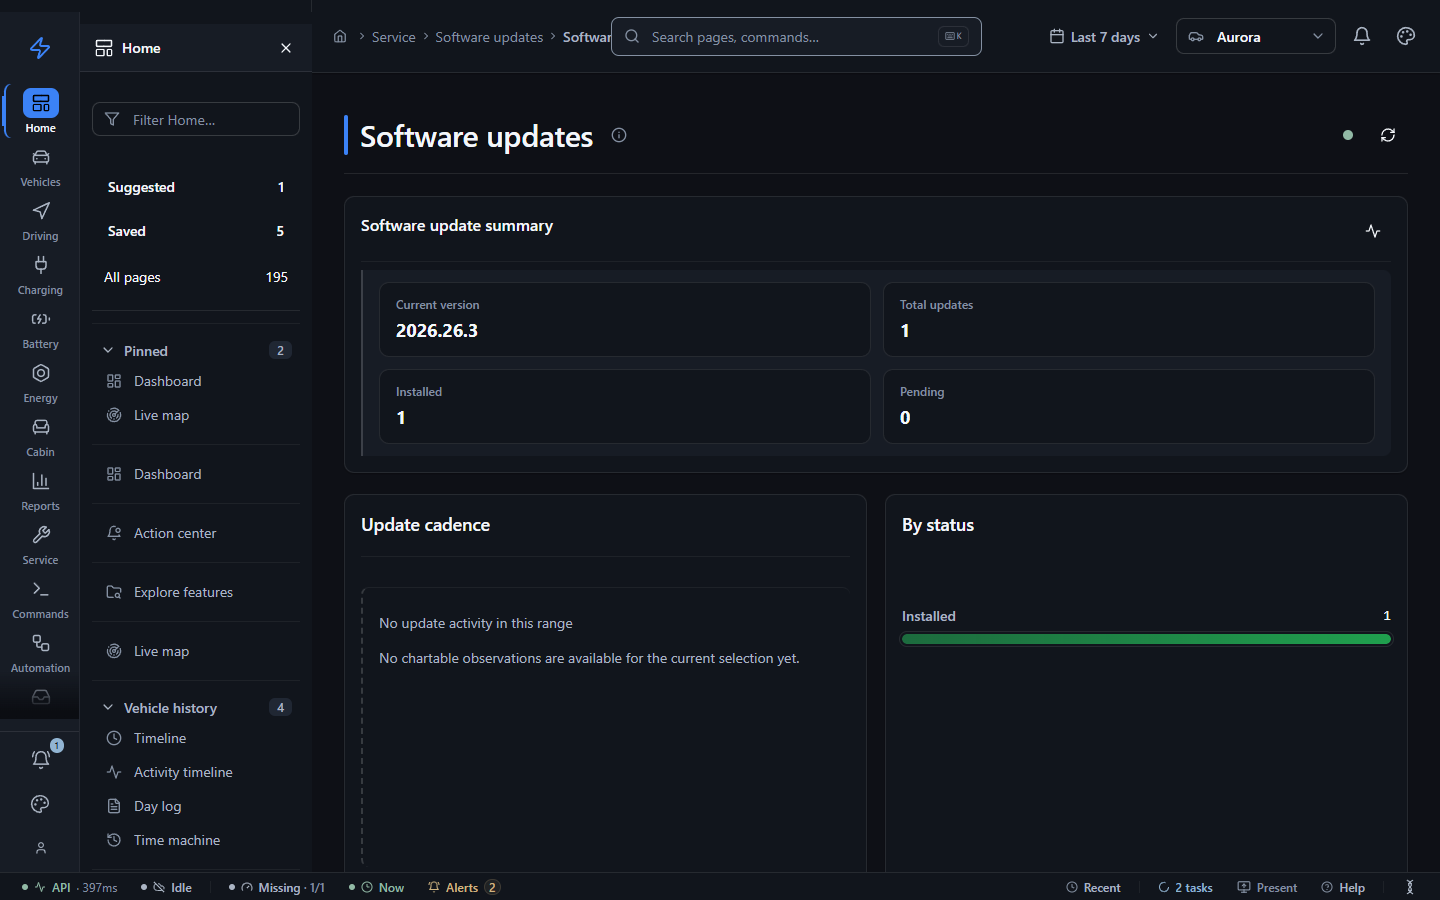 Home
Vehicles
Driving
Charging
Battery
Energy
Cabin
Reports
Service
Commands
Automation
1
Home
Filter Home...
Suggested 1
Saved 5
All pages 195
Pinned 2
Dashboard
Live map
Dashboard
Action center
Explore features
Live map
Vehicle history 4
Timeline
Activity timeline
Day log
Time machine
Service Software updates Softwar
Search pages, commands... K
Last 7 days
Aurora
Software updates
Software update summary
Current version
2026.26.3
Total updates
1
Installed
1
Pending
0
Update cadence
No update activity in this range
No chartable observations are available for the current selection yet.
By status
Installed 1
API · 397ms Idle Missing · 1/1 Now Alerts 2 Recent 2 tasks Present Help